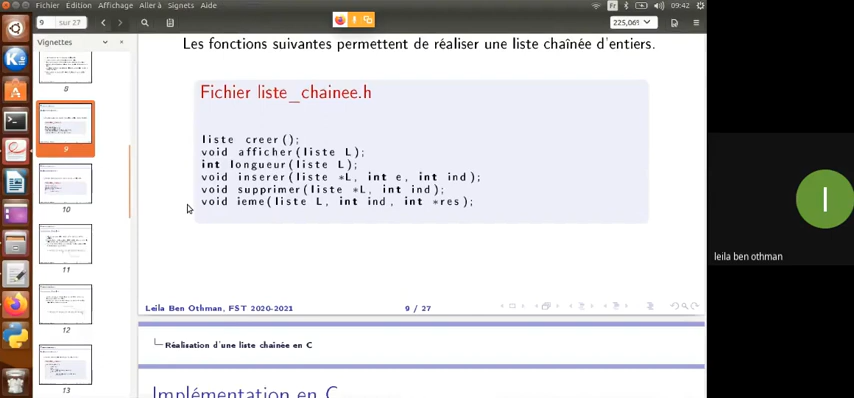 Fichier Edition Affichage Aller à Signets Aide
Fr
09:42
9 sur 27
225,06%
Vignettes
8
9
10
11
12
13
Les fonctions suivantes permettent de réaliser une liste chaînée d'entiers.
Fichier liste_chainee.h
liste creer();
void afficher(liste L);
int longueur(liste L);
void inserer(liste *L, int e, int ind);
void supprimer(liste *L, int ind);
void ieme(liste L, int ind, int *res);
Leila Ben Othman, FST 2020-2021
9 / 27
Réalisation d'une liste chainée en C
Implémentation en C
l
leila ben othman